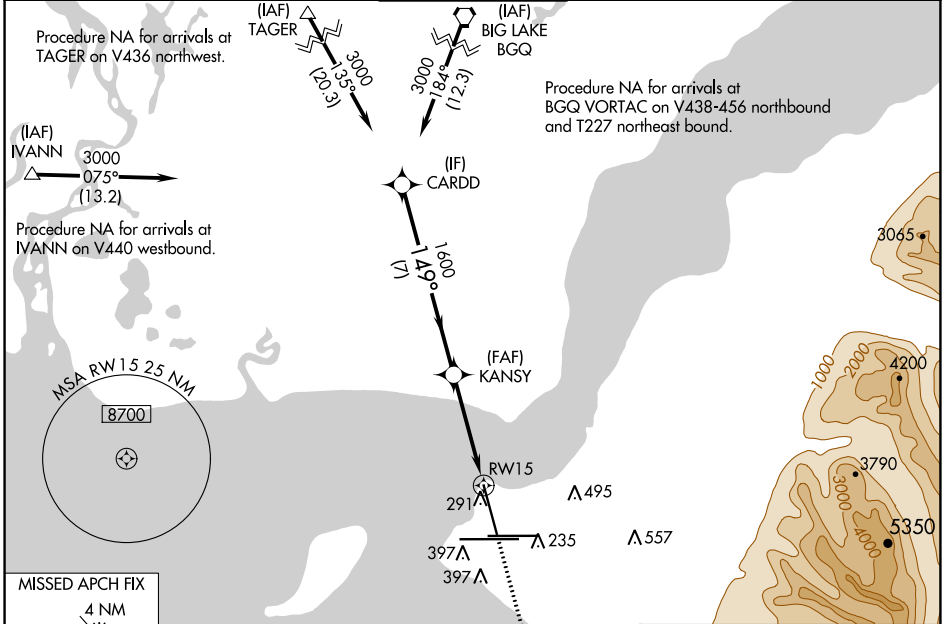 Procedure NA for arrivals at
TAGER on V436 northwest.
(IAF)
TAGER
3000
135°
(20.3)
(IAF)
BIG LAKE
BGQ
3000
184°
(12.3)
Procedure NA for arrivals at
BGQ VORTAC on V438-456 northbound
and T227 northeast bound.
(IAF)
IVANN
3000
075°
(13.2)
Procedure NA for arrivals at
IVANN on V440 westbound.
(IF)
CARDD
1600
149°
(7)
3065
(FAF)
KANSY
MSA RW15 25 NM
8700
1000
2000
4200
RW15
291
495
3790
3000
4000
5350
235
557
397
397
MISSED APCH FIX
4 NM